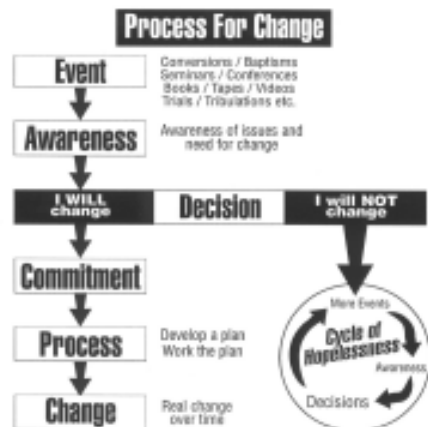 Process For Change
Event
Conversions / Baptisms
Seminars / Conferences
Books / Tapes / Videos
Trials / Tribulations etc.
Awareness
Awareness of issues and
need for change
I WILL
change
Decision
I will NOT
change
Commitment
Process
Develop a plan
Work the plan
Change
Real change
over time
More Events
Cycle of
Hopelessness
Awareness
Decisions